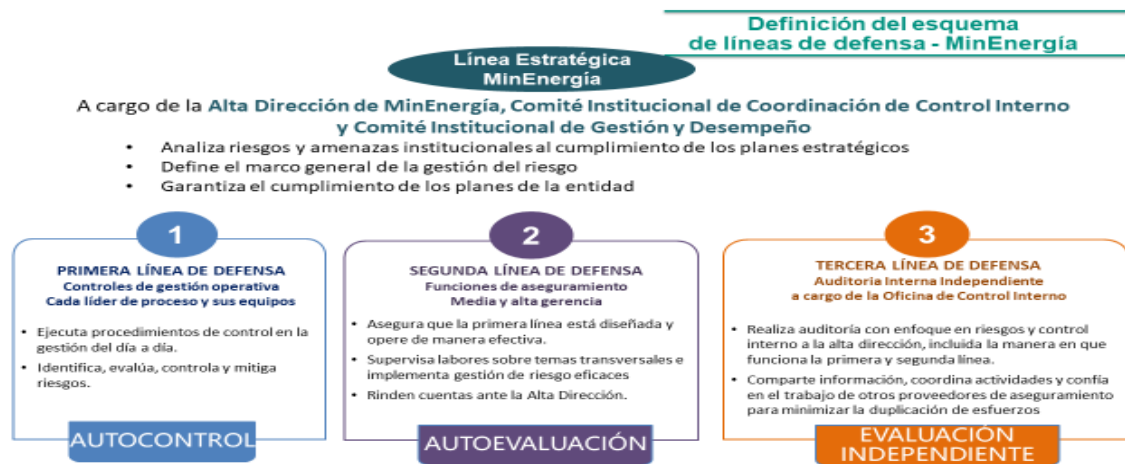 Definición del esquema
de líneas de defensa - MinEnergía
Línea Estratégica
MinEnergía
A cargo de la Alta Dirección de MinEnergía, Comité Institucional de Coordinación de Control Interno
y Comité Institucional de Gestión y Desempeño
• Analiza riesgos y amenazas institucionales al cumplimiento de los planes estratégicos
• Define el marco general de la gestión del riesgo
• Garantiza el cumplimiento de los planes de la entidad
1
PRIMERA LÍNEA DE DEFENSA
Controles de gestión operativa
Cada líder de proceso y sus equipos
• Ejecuta procedimientos de control en la
gestión del día a día.
• Identifica, evalúa, controla y mitiga
riesgos.
AUTOCONTROL
2
SEGUNDA LÍNEA DE DEFENSA
Funciones de aseguramiento
Media y alta gerencia
• Asegura que la primera línea está diseñada y
opere de manera efectiva.
• Supervisa labores sobre temas transversales e
implementa gestión de riesgo eficaces
• Rinden cuentas ante la Alta Dirección.
AUTOEVALUACIÓN
3
TERCERA LÍNEA DE DEFENSA
Auditoria Interna Independiente
a cargo de la Oficina de Control Interno
• Realiza auditoría con enfoque en riesgos y control
interno a la alta dirección, incluida la manera en que
funciona la primera y segunda línea.
• Comparte información, coordina actividades y confía
en el trabajo de otros proveedores de aseguramiento
para minimizar la duplicación de esfuerzos
EVALUACIÓN
INDEPENDIENTE